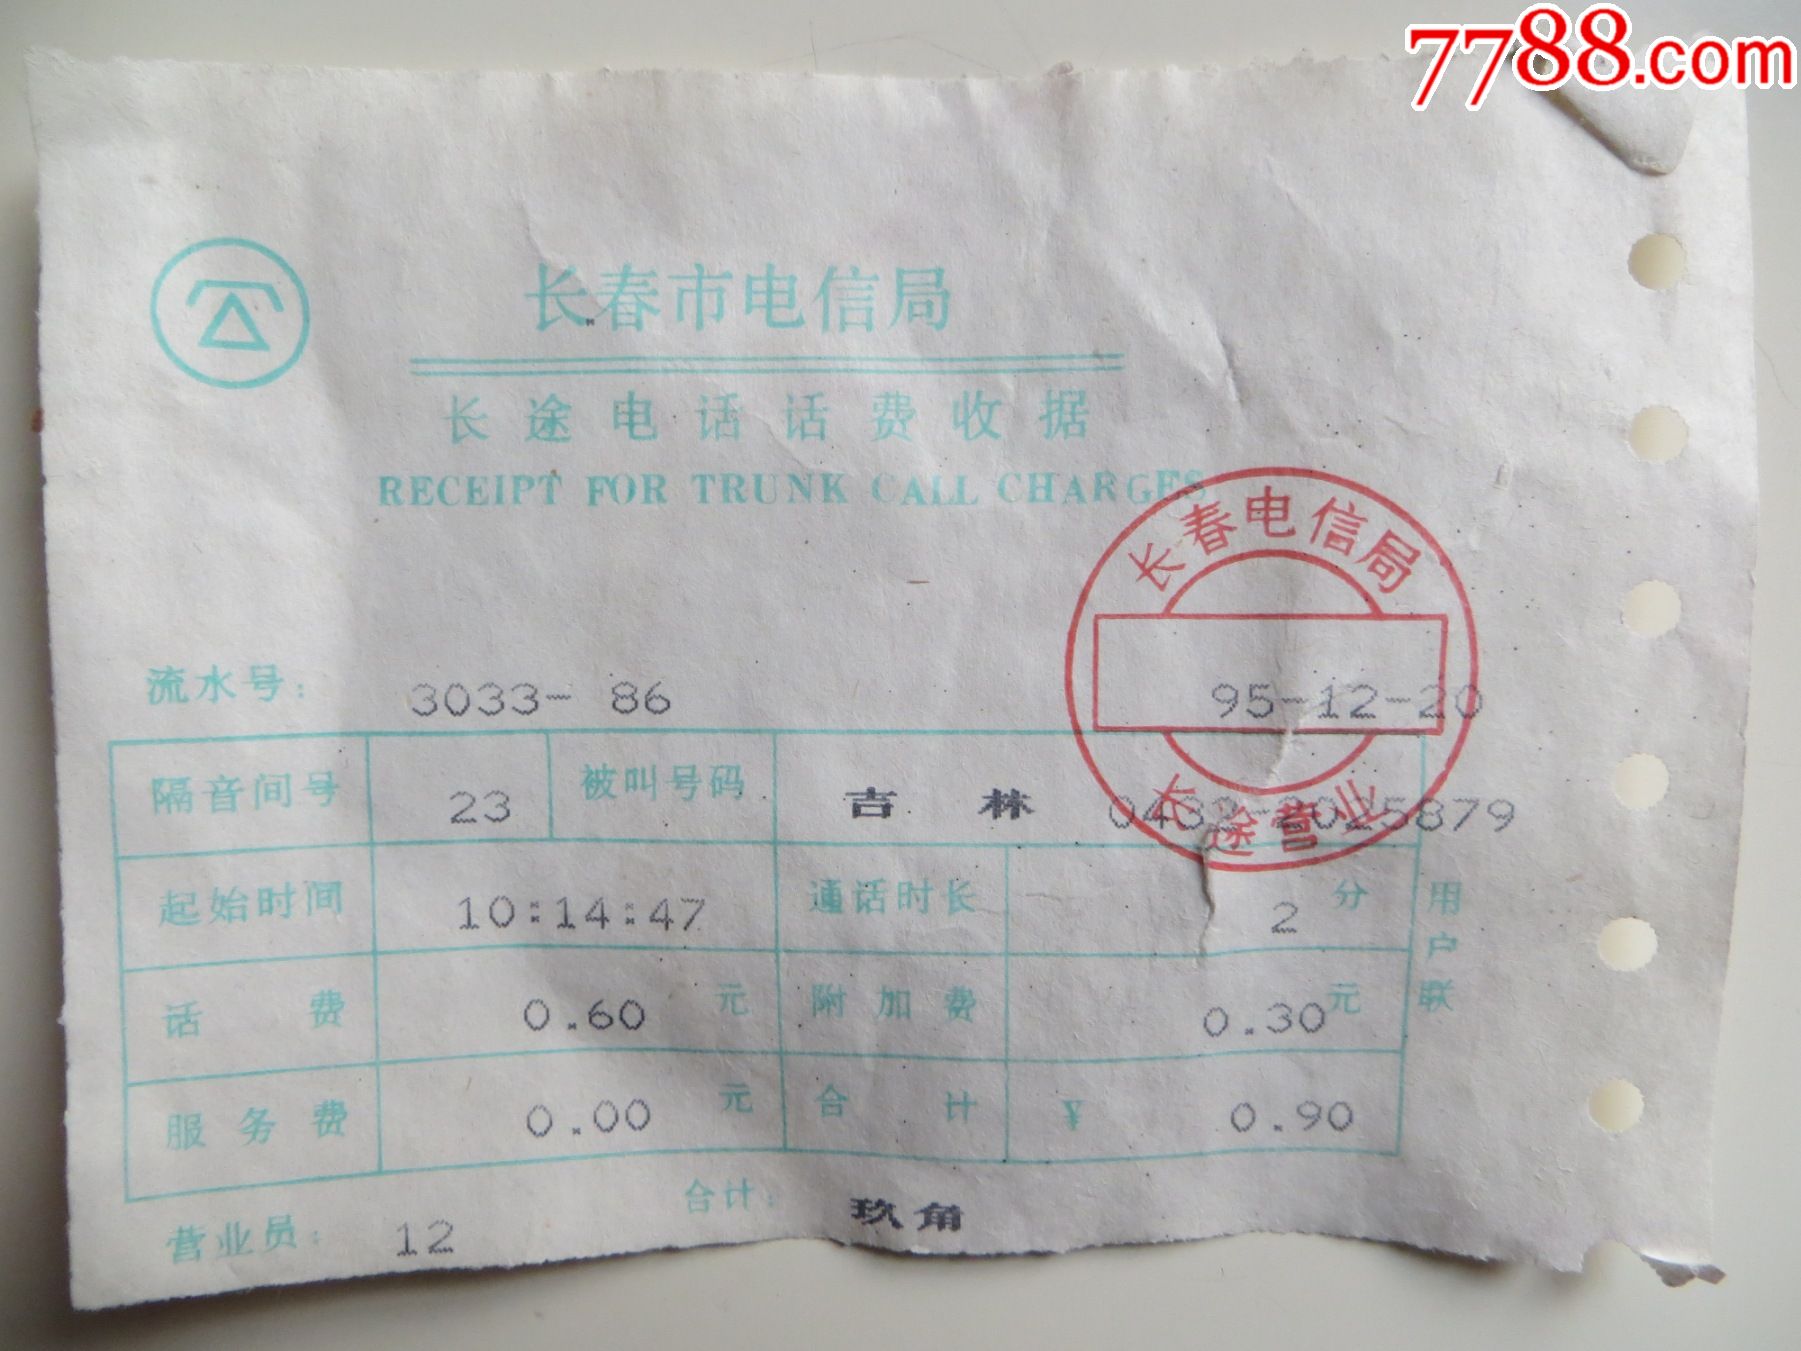 7788.com
长春市电信局
长途电话话费收据
RECEIPT FOR TRUNK CALL CHARGES
长春电信局
流水号: 3033- 86 95-12-20
隔音间号 23 被叫号码 吉 林 0432-2025879
长途营业
起始时间 10:14:47 通话时长 2 分
话 费 0.60 元 附加费 0.30 元
服务费 0.00 元 合 计 ¥ 0.90
用户联
合计: 玖角
营业员: 12